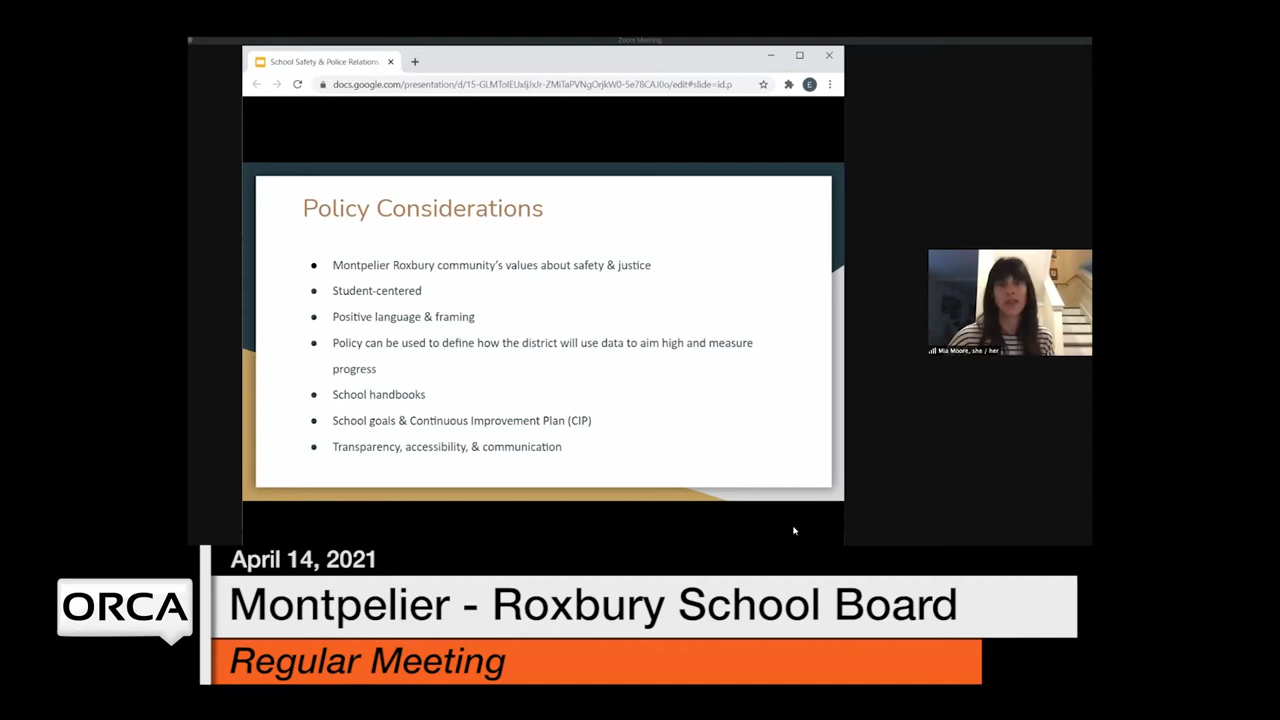 Zoom Meeting
School Safety & Police Relations
docs.google.com/presentation/d/15-GLMToIEUxIjJxJr-ZMiTaPVNgOrjkW0-5e78CAJ0o/edit#slide=id.p
E
Policy Considerations
● Montpelier Roxbury community's values about safety & justice
● Student-centered
● Positive language & framing
● Policy can be used to define how the district will use data to aim high and measure
progress
● School handbooks
● School goals & Continuous Improvement Plan (CIP)
● Transparency, accessibility, & communication
Mia Moore, she / her
April 14, 2021
ORCA
Montpelier - Roxbury School Board
Regular Meeting